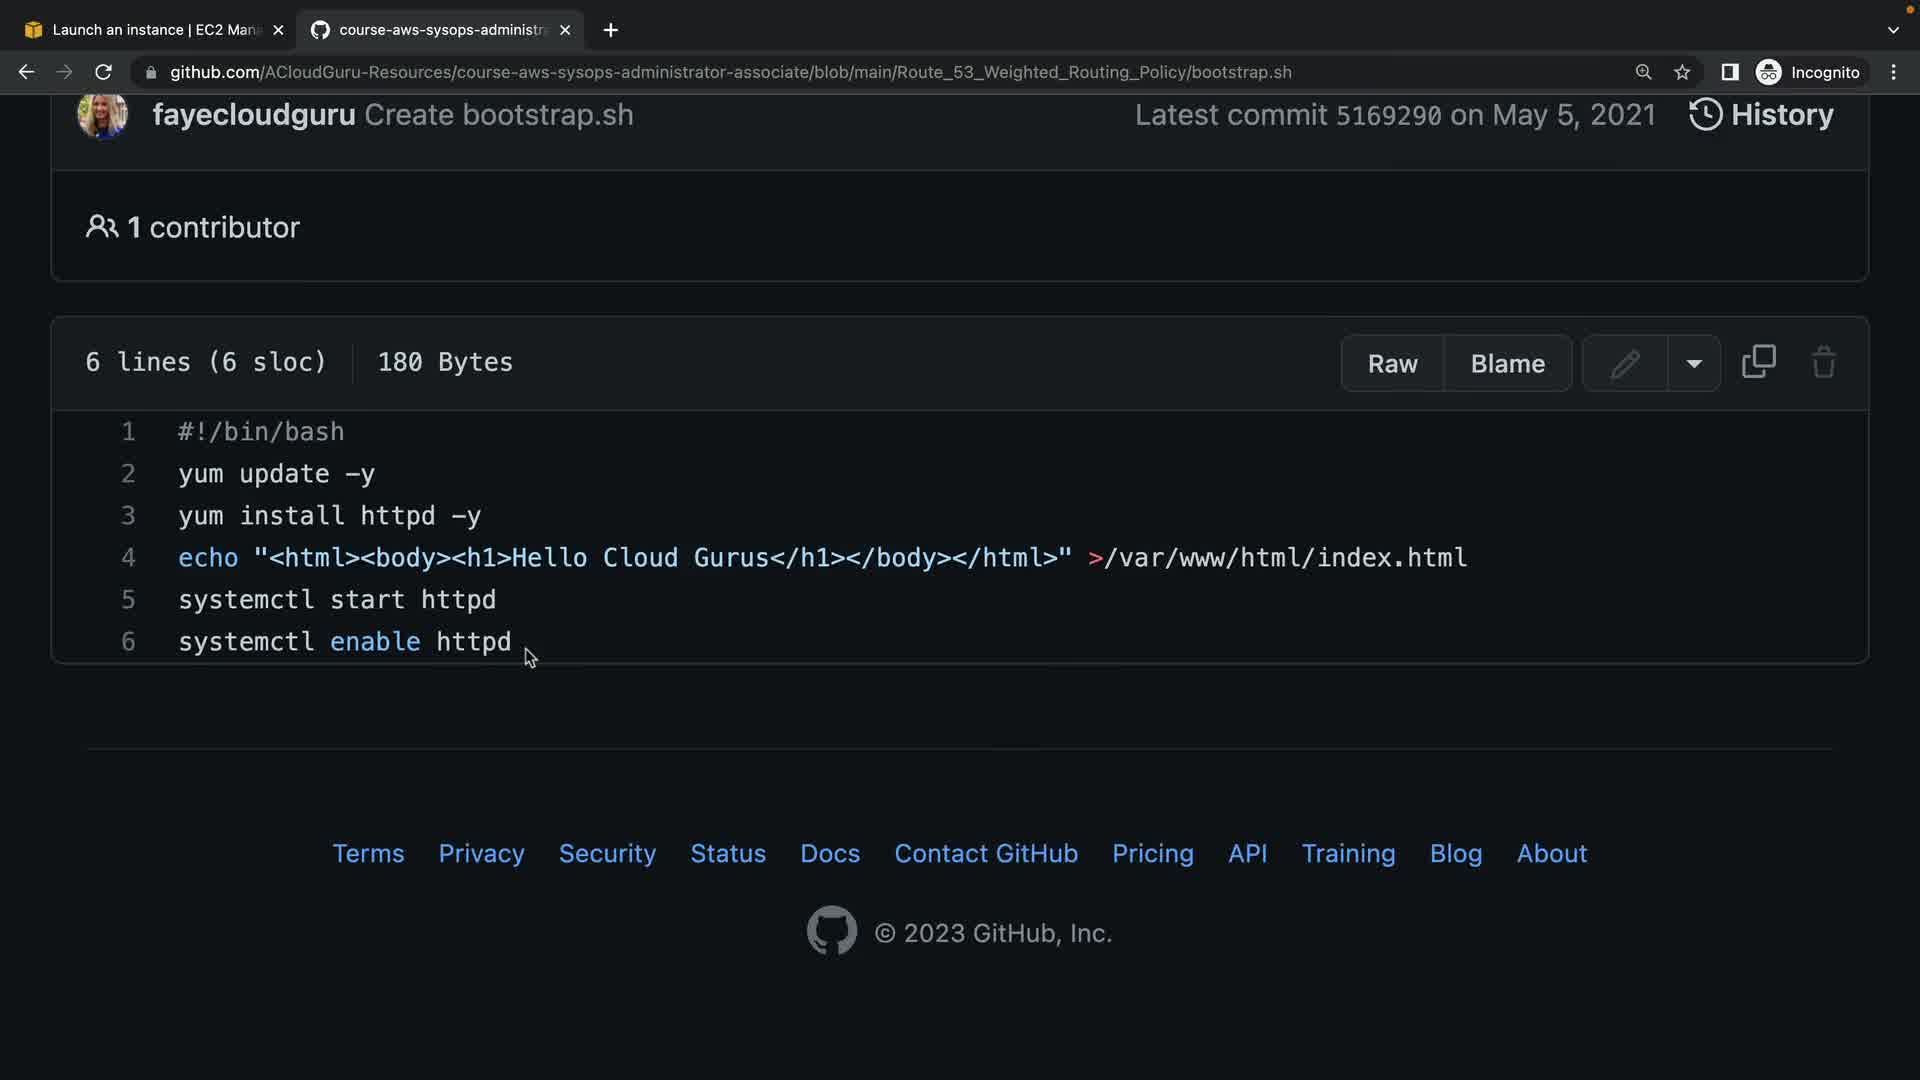 Launch an instance | EC2 Mana
course-aws-sysops-administra
github.com/ACloudGuru-Resources/course-aws-sysops-administrator-associate/blob/main/Route_53_Weighted_Routing_Policy/bootstrap.sh
Incognito
fayecloudguru Create bootstrap.sh
Latest commit 5169290 on May 5, 2021
History
1 contributor
6 lines (6 sloc)
180 Bytes
Raw
Blame
1 #!/bin/bash
2 yum update -y
3 yum install httpd -y
4 echo "<html><body><h1>Hello Cloud Gurus</h1></body></html>" >/var/www/html/index.html
5 systemctl start httpd
6 systemctl enable httpd
Terms Privacy Security Status Docs Contact GitHub Pricing API Training Blog About
© 2023 GitHub, Inc.